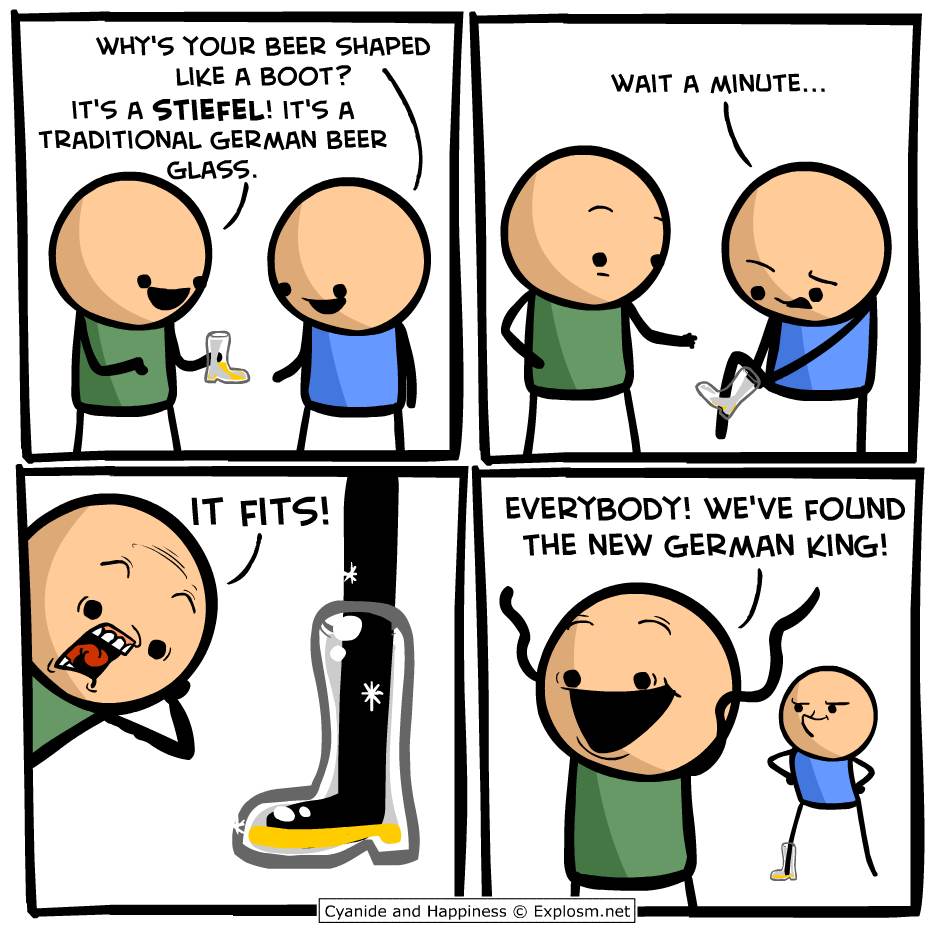 WHY'S YOUR BEER SHAPED
LIKE A BOOT?
IT'S A STIEFEL! IT'S A
TRADITIONAL GERMAN BEER
GLASS.
WAIT A MINUTE...
IT FITS!
EVERYBODY! WE'VE FOUND
THE NEW GERMAN KING!
Cyanide and Happiness © Explosm.net